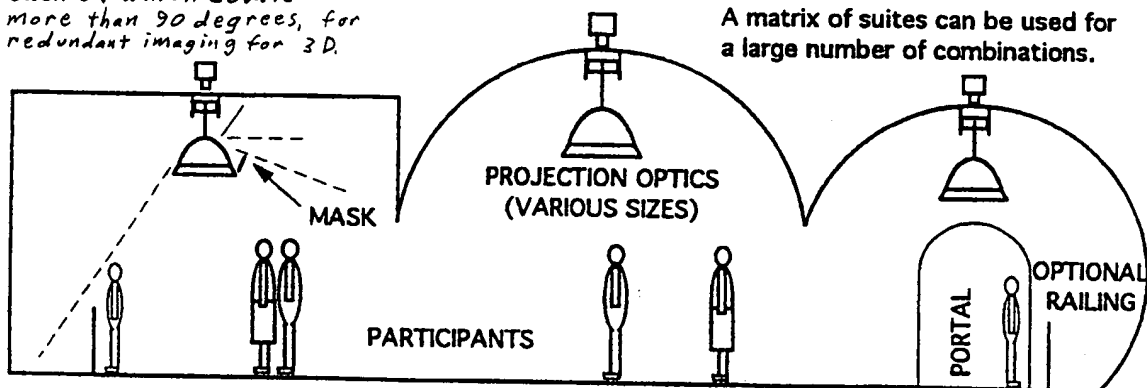 more than 90 degrees, for
redundant imaging for 3D.
A matrix of suites can be used for
a large number of combinations.
PROJECTION OPTICS
(VARIOUS SIZES)
MASK
OPTIONAL
RAILING
PORTAL
PARTICIPANTS